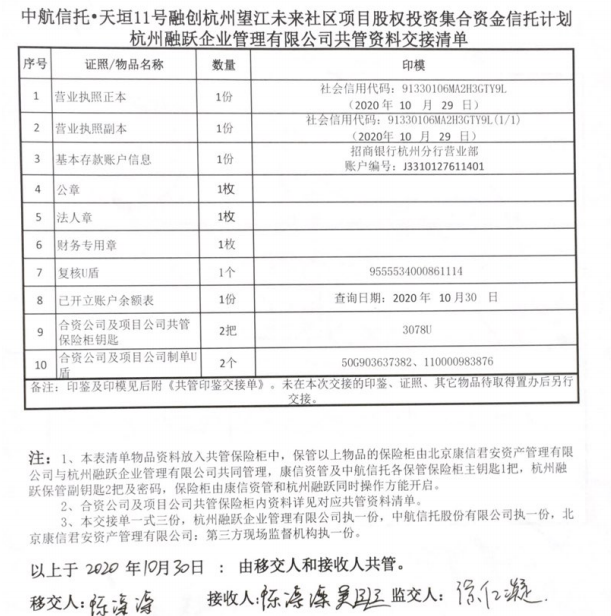 中航信托•天垣11号融创杭州望江未来社区项目股权投资集合资金信托计划
杭州融跃企业管理有限公司共管资料交接清单
序号 证照/物品名称 数量 印模
1 营业执照正本 1份 社会信用代码：91330106MA2H3GTY9L
（2020年 10 月 29 日）
2 营业执照副本 1份 社会信用代码：91330106MA2H3GTY9L(1/1)
（2020年 10 月 29 日）
3 基本存款账户信息 1份 招商银行杭州分行营业部
账户编号：J3310127611401
4 公章 1枚
5 法人章 1枚
6 财务专用章 1枚
7 复核U盾 1个 9555534000861114
8 已开立账户余额表 1份 查询日期：2020 年 10月30 日
9 合资公司及项目公司共管
保险柜钥匙 2把 3078U
10 合资公司及项目公司制单U
盾 2个 50G903637382、110000983876
备注：印鉴及印模见后附《共管印鉴交接单》。未在本次交接的印鉴、证照、其它物品待取得置办后另行
交接。
注：1、本表清单物品资料放入共管保险柜中，保管以上物品的保险柜由北京康信君安资产管理有限
公司与杭州融跃企业管理有限公司共同管理，康信资管及中航信托各保管保险柜主钥匙1把，杭州融
跃保管副钥匙2把及密码，保险柜由康信资管和杭州融跃同时操作方能开启。
2、合资公司及项目公司共管保险柜内资料详见对应共管资料清单。
3、本交接单一式三份，杭州融跃企业管理有限公司执一份，中航信托股份有限公司执一份，北
京康信君安资产管理有限公司：第三方现场监督机构执一份。
以上于 2020 年10月30日 ：由移交人和接收人共管。
移交人： 接收人： 监交人：